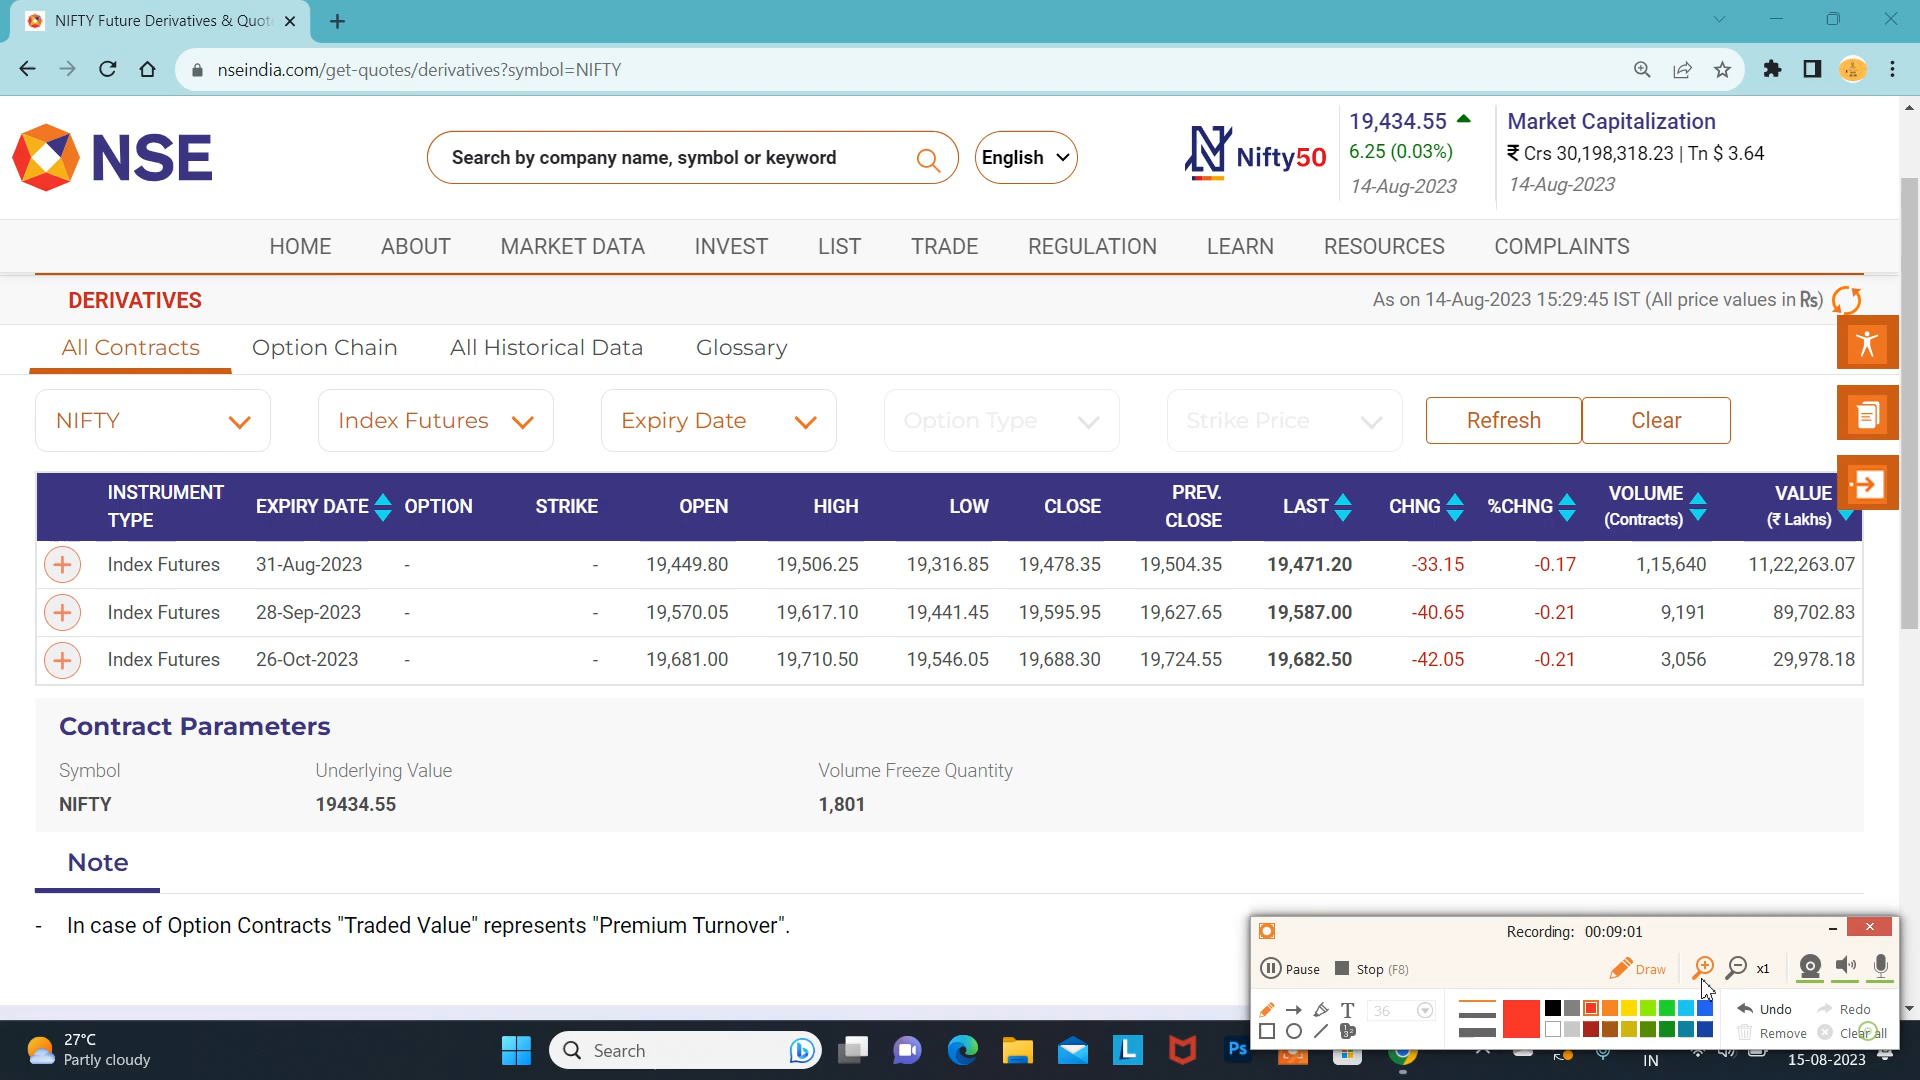 NIFTY Future Derivatives & Quot
nseindia.com/get-quotes/derivatives?symbol=NIFTY
NSE
Search by company name, symbol or keyword
English
Nifty50
19,434.55
6.25 (0.03%)
14-Aug-2023
Market Capitalization
₹ Crs 30,198,318.23 | Tn $ 3.64
14-Aug-2023
HOME ABOUT MARKET DATA INVEST LIST TRADE REGULATION LEARN RESOURCES COMPLAINTS
DERIVATIVES
As on 14-Aug-2023 15:29:45 IST (All price values in ₨)
All Contracts Option Chain All Historical Data Glossary
NIFTY Index Futures Expiry Date Option Type Strike Price Refresh Clear
INSTRUMENT TYPE EXPIRY DATE OPTION STRIKE OPEN HIGH LOW CLOSE PREV. CLOSE LAST CHNG %CHNG VOLUME (Contracts) VALUE (₹ Lakhs)
Index Futures 31-Aug-2023 - - 19,449.80 19,506.25 19,316.85 19,478.35 19,504.35 19,471.20 -33.15 -0.17 1,15,640 11,22,263.07
Index Futures 28-Sep-2023 - - 19,570.05 19,617.10 19,441.45 19,595.95 19,627.65 19,587.00 -40.65 -0.21 9,191 89,702.83
Index Futures 26-Oct-2023 - - 19,681.00 19,710.50 19,546.05 19,688.30 19,724.55 19,682.50 -42.05 -0.21 3,056 29,978.18
Contract Parameters
Symbol Underlying Value Volume Freeze Quantity
NIFTY 19434.55 1,801
Note
- In case of Option Contracts "Traded Value" represents "Premium Turnover".
Recording: 00:09:01
Pause Stop (F8) Draw x1
T 36 Undo Redo
Remove Clear all
27°C
Partly cloudy
Search
L
Ps
IN
15-08-2023